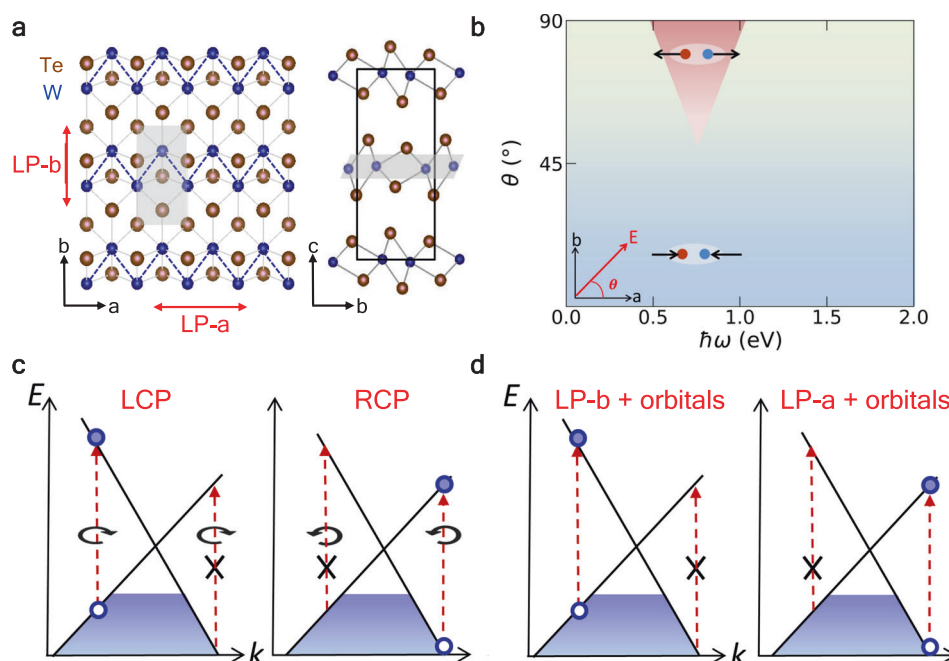 a
Te
W
LP-b
b
a
LP-a
c
b
b
90
45
0
θ (°)
b
E
θ
a
0.0 0.5 1.0 1.5 2.0
ħω (eV)
c
E
LCP
RCP
k
k
d
E
LP-b + orbitals
LP-a + orbitals
k
k